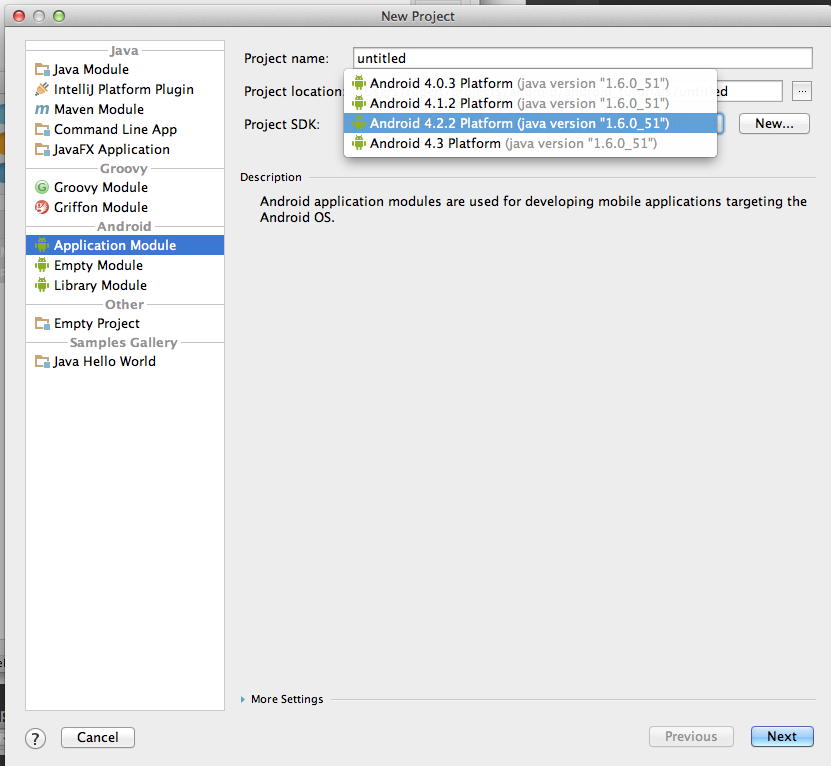 New Project
Java
Java Module
IntelliJ Platform Plugin
Maven Module
Command Line App
JavaFX Application
Groovy
Groovy Module
Griffon Module
Android
Application Module
Empty Module
Library Module
Other
Empty Project
Samples Gallery
Java Hello World
Project name:
untitled
Project location:
...
Project SDK:
Android 4.0.3 Platform (java version "1.6.0_51")
Android 4.1.2 Platform (java version "1.6.0_51")
Android 4.2.2 Platform (java version "1.6.0_51")
Android 4.3 Platform (java version "1.6.0_51")
New...
Description
Android application modules are used for developing mobile applications targeting the
Android OS.
More Settings
?
Cancel
Previous
Next